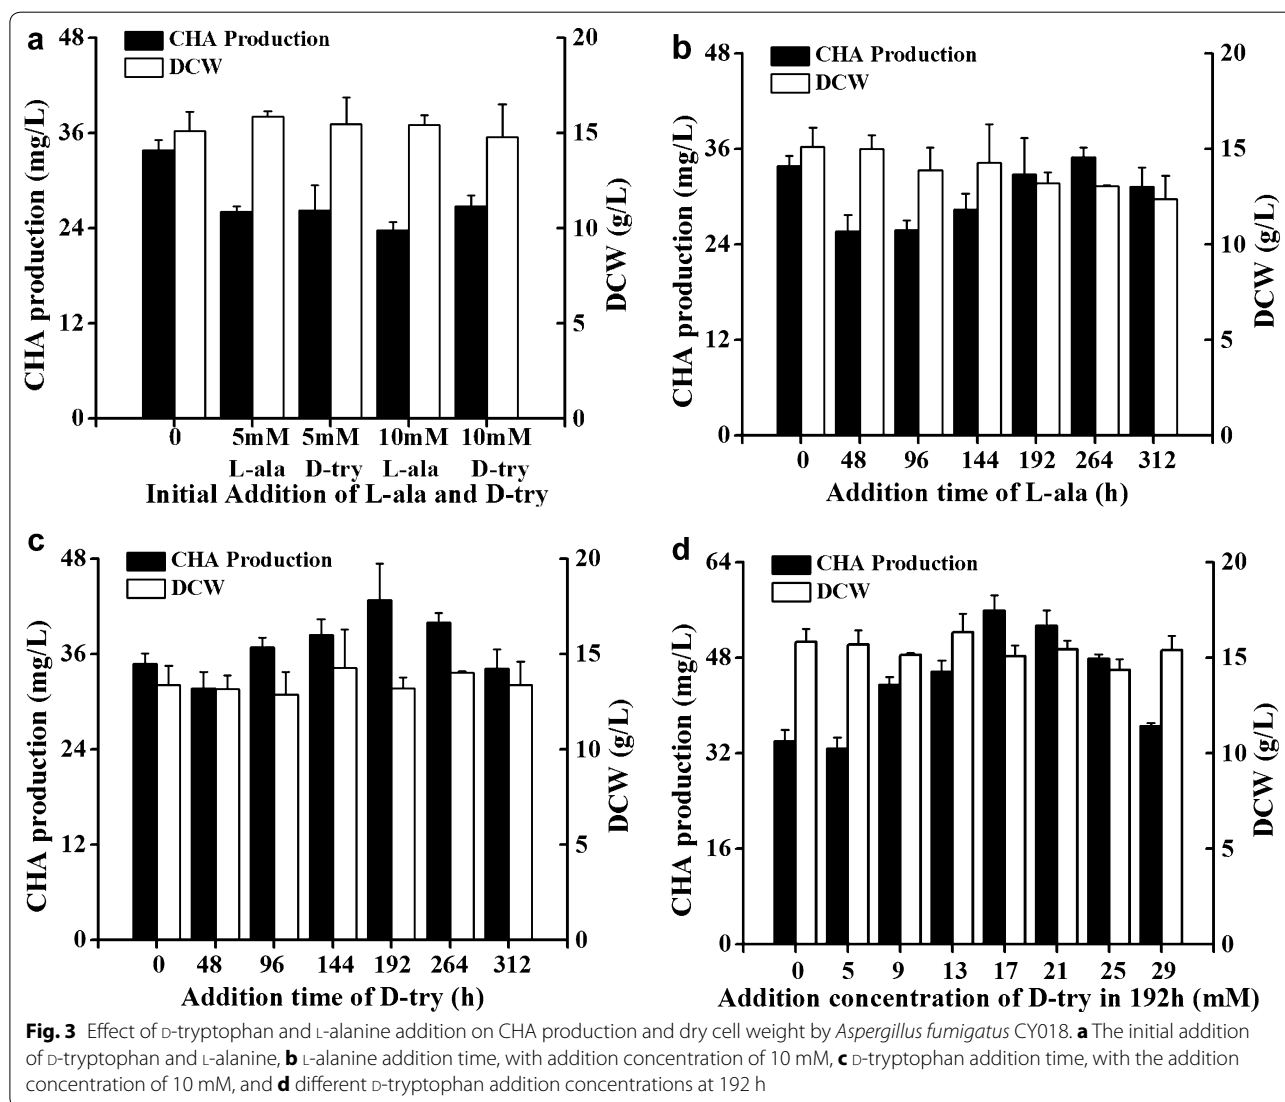 a
CHA Production
DCW
48
36
24
12
0
CHA production (mg/L)
20
15
10
5
0
DCW (g/L)
0 5mM 5mM 10mM 10mM
L-ala D-try L-ala D-try
Initial Addition of L-ala and D-try
b
CHA Production
DCW
48
36
24
12
0
CHA production (mg/L)
20
15
10
5
0
DCW (g/L)
0 48 96 144 192 264 312
Addition time of L-ala (h)
c
CHA Production
DCW
48
36
24
12
0
CHA production (mg/L)
20
15
10
5
0
DCW (g/L)
0 48 96 144 192 264 312
Addition time of D-try (h)
d
CHA Production
DCW
64
48
32
16
0
CHA production (mg/L)
20
15
10
5
0
DCW (g/L)
0 5 9 13 17 21 25 29
Addition concentration of D-try in 192h (mM)
Fig. 3 Effect of D-tryptophan and L-alanine addition on CHA production and dry cell weight by Aspergillus fumigatus CY018. a The initial addition
of D-tryptophan and L-alanine, b L-alanine addition time, with addition concentration of 10 mM, c D-tryptophan addition time, with the addition
concentration of 10 mM, and d different D-tryptophan addition concentrations at 192 h